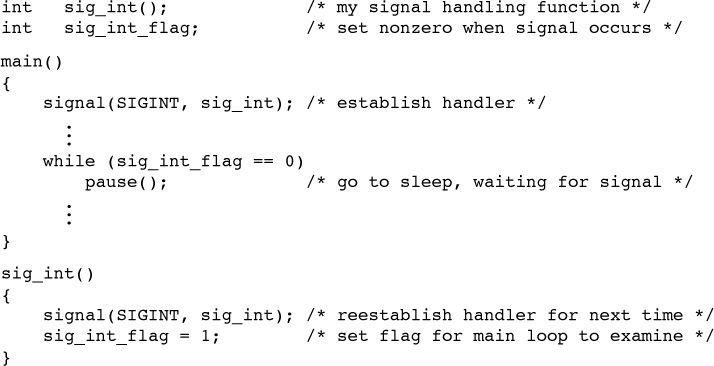 int   sig_int();             /* my signal handling function */
int   sig_int_flag;          /* set nonzero when signal occurs */
main()
{
    signal(SIGINT, sig_int); /* establish handler */
      ⋮
    while (sig_int_flag == 0)
        pause();             /* go to sleep, waiting for signal */
      ⋮
}
sig_int()
{
    signal(SIGINT, sig_int); /* reestablish handler for next time */
    sig_int_flag = 1;        /* set flag for main loop to examine */
}